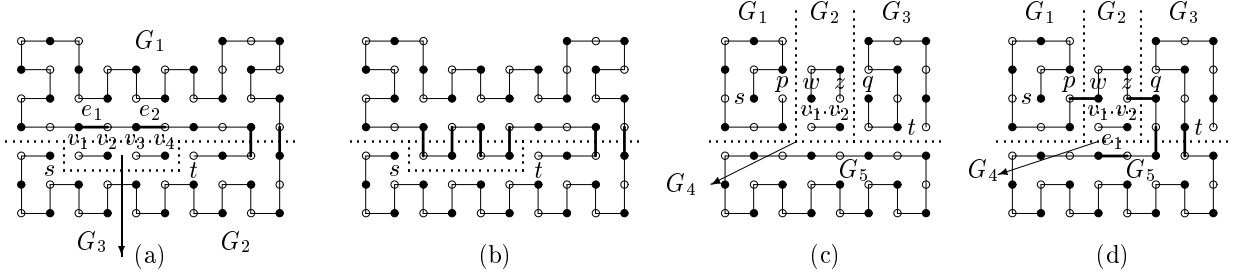 G₁
e₁ e₂
v₁ v₂ v₃ v₄
s t
G₃ G₂
(a)
s t
(b)
G₁ G₂ G₃
p w z q
s
v₁ v₂
t
G₄ G₅
(c)
G₁ G₂ G₃
p w z q
s
v₁ v₂
t
e₁
G₄ G₅
(d)